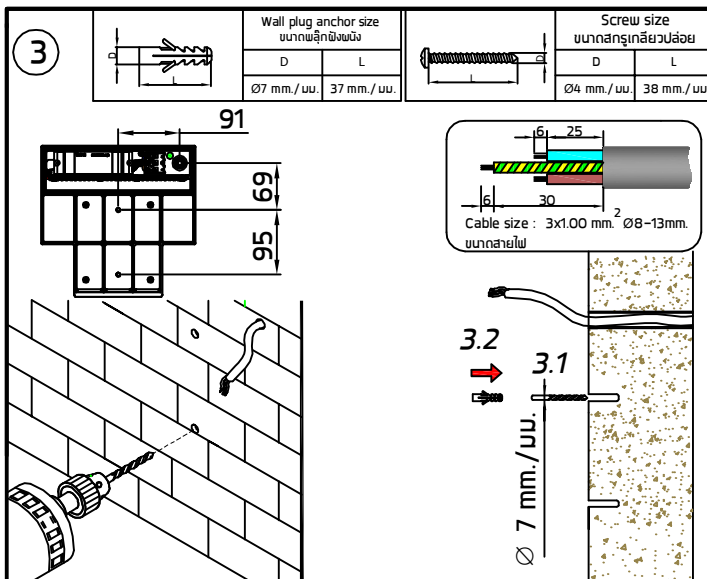 3
Wall plug anchor size
ขนาดพลุ๊กฝังผนัง
D L
Ø7 mm./มม. 37 mm./มม.
D
L
Screw size
ขนาดสกรูเกลียวปล่อย
D L
Ø4 mm./มม. 38 mm./มม
D
L
91
69
95
6 25
6 30
Cable size : 3x1.00 mm.2 Ø8-13mm.
ขนาดสายไฟ
3.2
3.1
Ø 7 mm./มม.